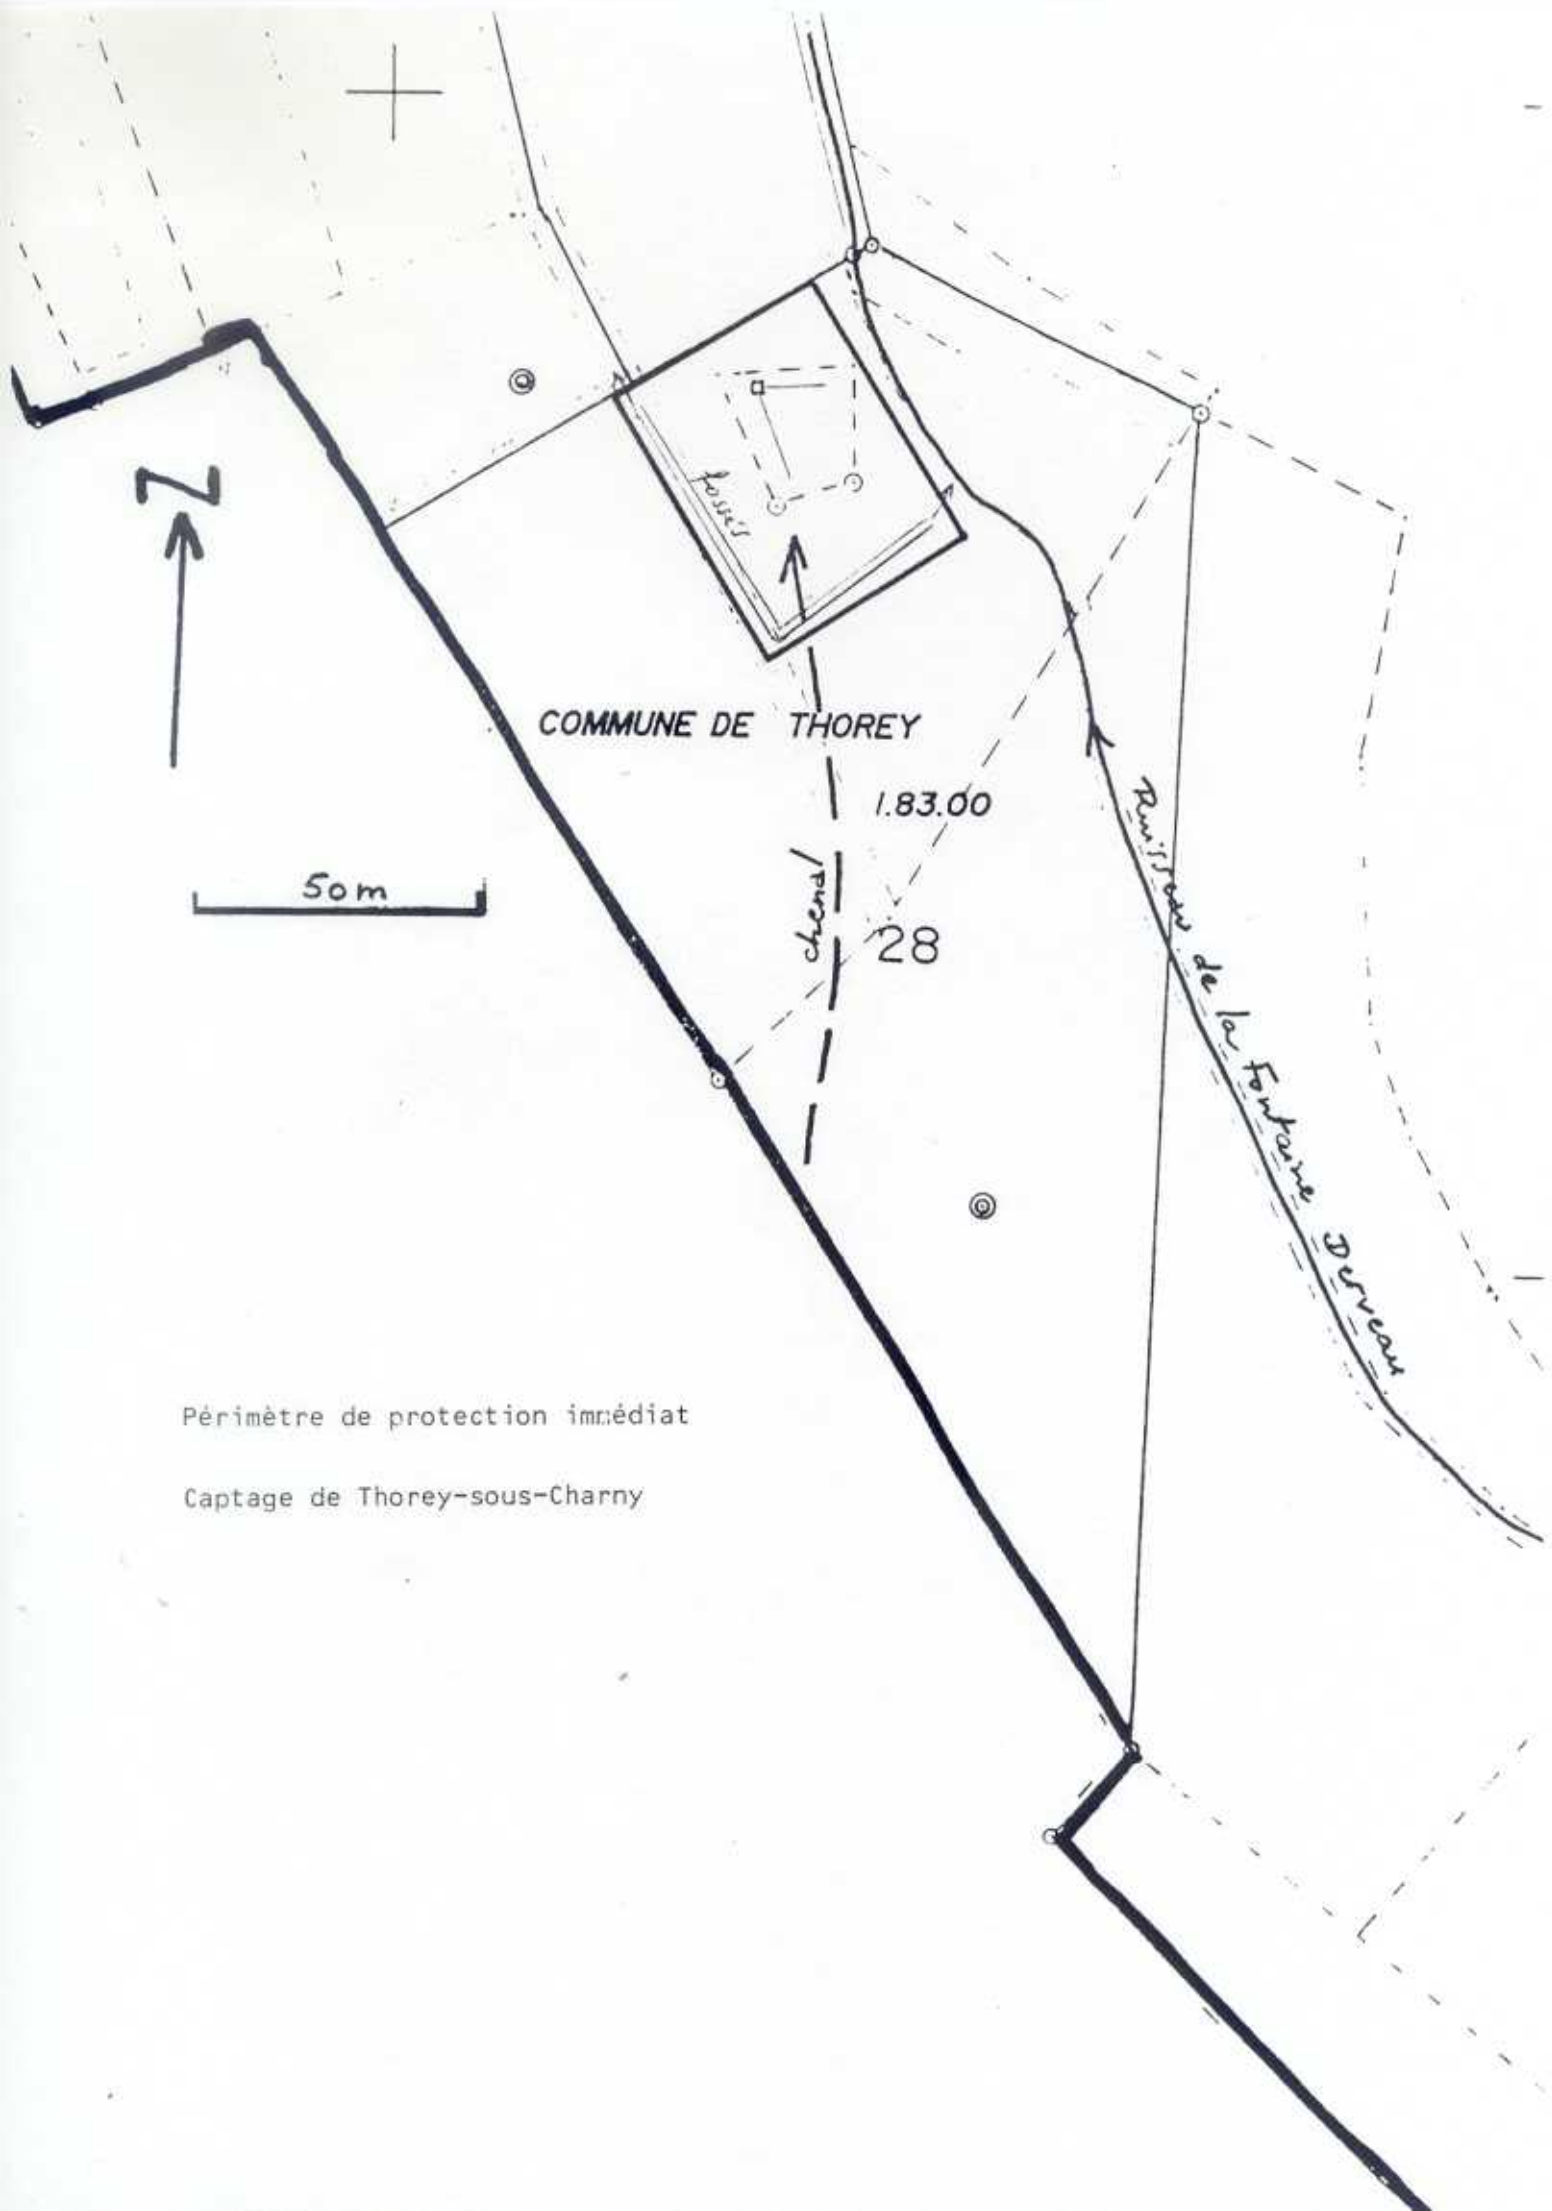 N
fossés
COMMUNE DE THOREY
1.83.00
50m
chenal
28
Ruisseau de la Fontaine Derveau
Périmètre de protection immédiat
Captage de Thorey-sous-Charny